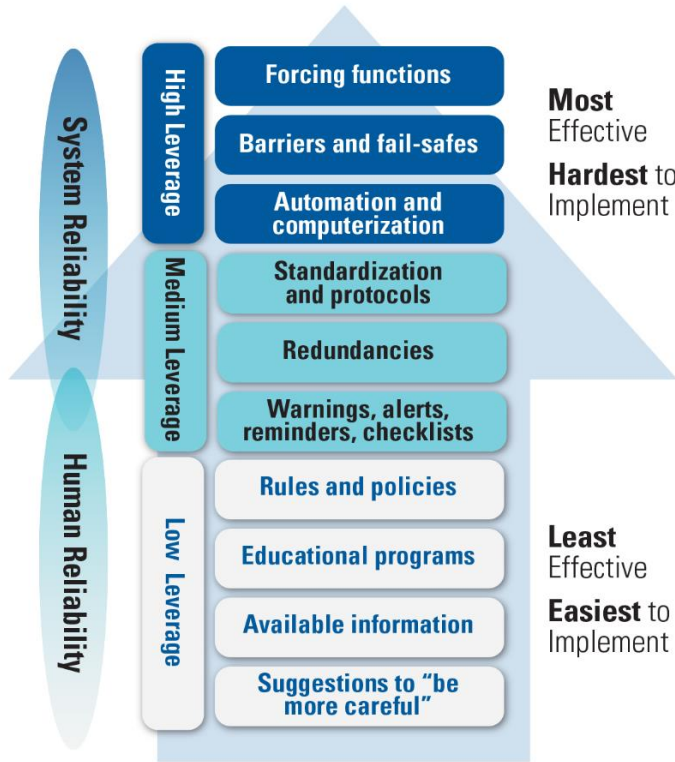 System Reliability
Human Reliability
High Leverage
Forcing functions
Barriers and fail-safes
Automation and
computerization
Medium Leverage
Standardization
and protocols
Redundancies
Warnings, alerts,
reminders, checklists
Low Leverage
Rules and policies
Educational programs
Available information
Suggestions to “be
more careful”
Most
Effective
Hardest to
Implement
Least
Effective
Easiest to
Implement